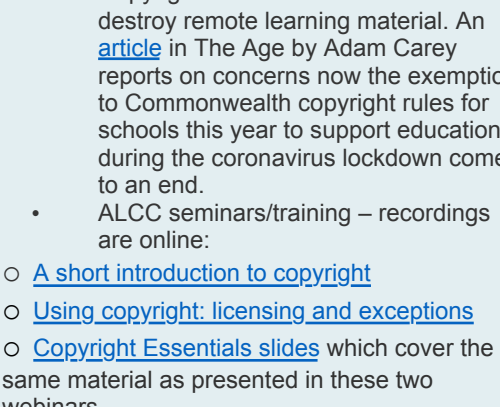 destroy remote learning material. An
article in The Age by Adam Carey
reports on concerns now the
to Commonwealth copyright rules for
schools this year to support education
during the coronavirus lockdown
to an end.
• ALCC seminars/training – recordings
are online:
○ A short introduction to copyright
○ Using copyright: licensing and exceptions
○ Copyright Essentials slides which cover the
same material as presented in these two
webinars